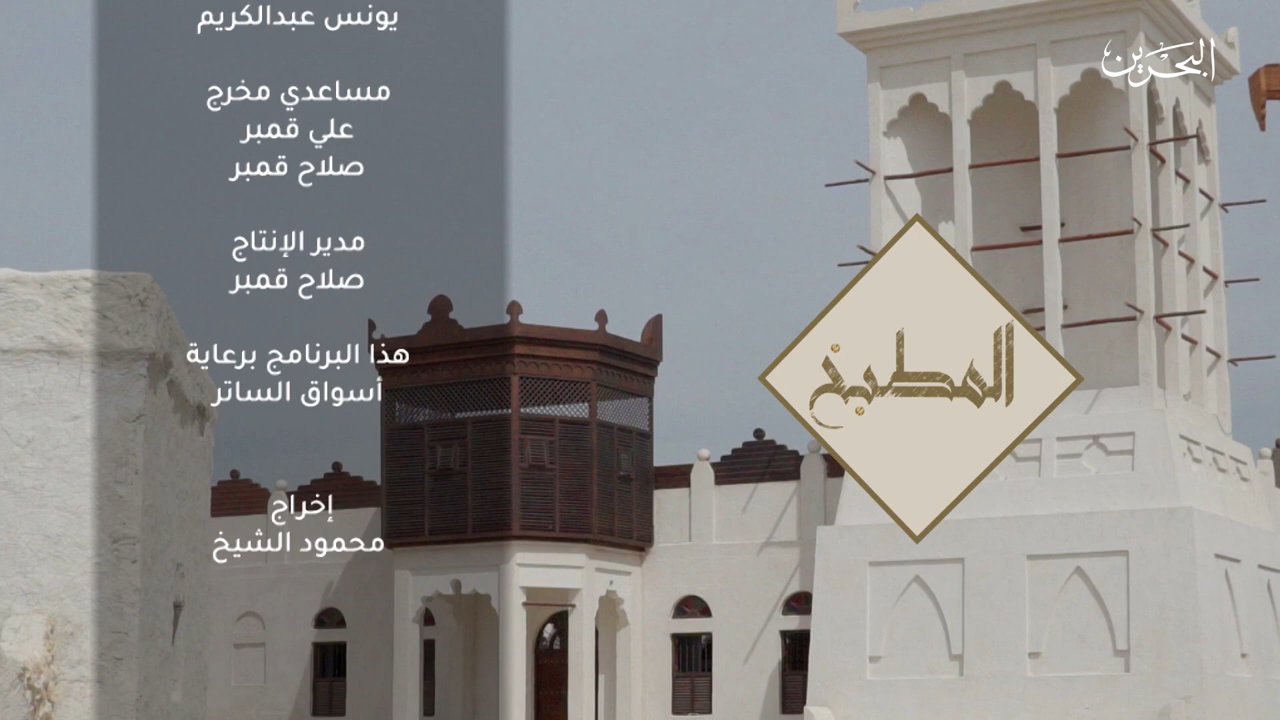 يونس عبدالكريم
مساعدي مخرج
علي قمبر
صلاح قمبر
مدير الإنتاج
صلاح قمبر
هذا البرنامج برعاية
أسواق الساتر
إخراج
محمود الشيخ
البحرين
المطبخ